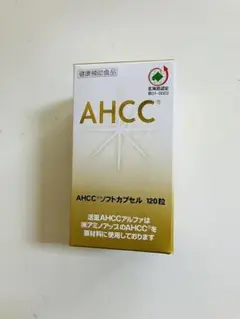 健康補助食品
北海道認定
AHCC®
AHCC®ソフトカプセル 120粒
活里AHCCアルファは
㈱アミノアップのAHCC®を
原材料に使用しております